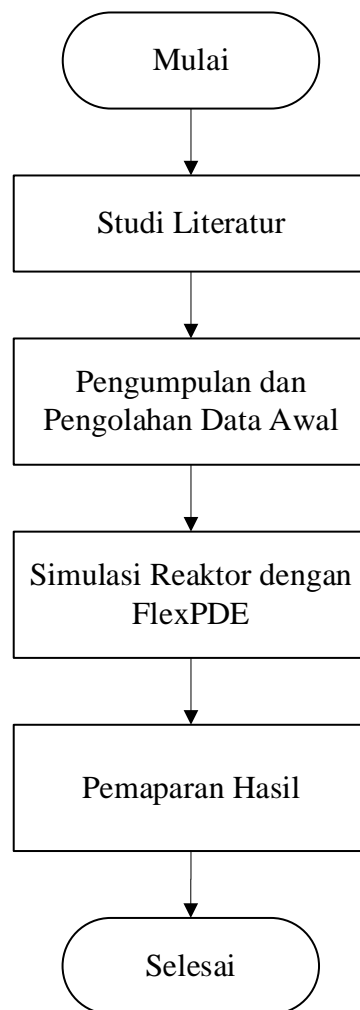 Mulai
Studi Literatur
Pengumpulan dan
Pengolahan Data Awal
Simulasi Reaktor dengan
FlexPDE
Pemaparan Hasil
Selesai